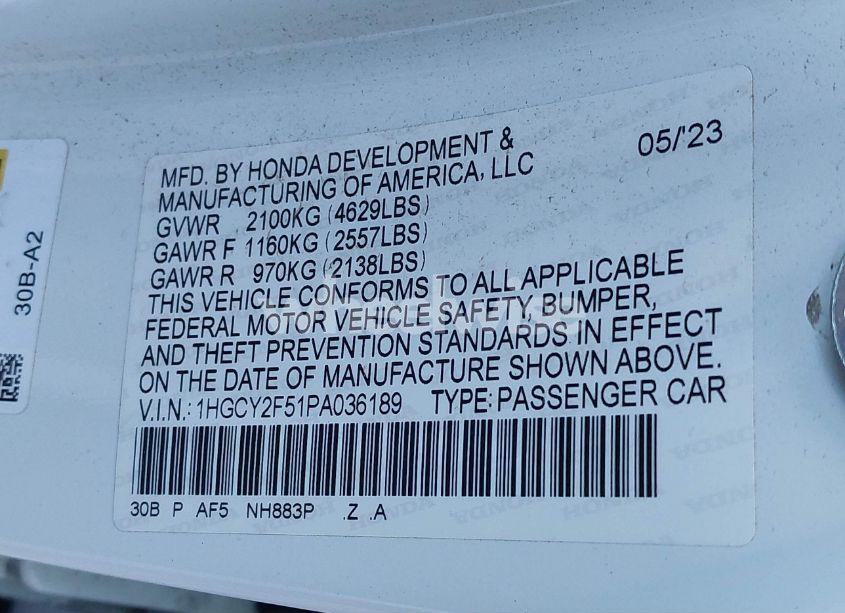 MFD. BY HONDA DEVELOPMENT &
MANUFACTURING OF AMERICA, LLC
05/'23
GVWR 2100KG (4629LBS)
GAWR F 1160KG (2557LBS)
GAWR R 970KG (2138LBS)
THIS VEHICLE CONFORMS TO ALL APPLICABLE
FEDERAL MOTOR VEHICLE SAFETY, BUMPER,
AND THEFT PREVENTION STANDARDS IN EFFECT
ON THE DATE OF MANUFACTURE SHOWN ABOVE.
V.I.N.: 1HGCY2F51PA036189 TYPE: PASSENGER CAR
30B P AF5 NH883P .Z .A
30B-A2